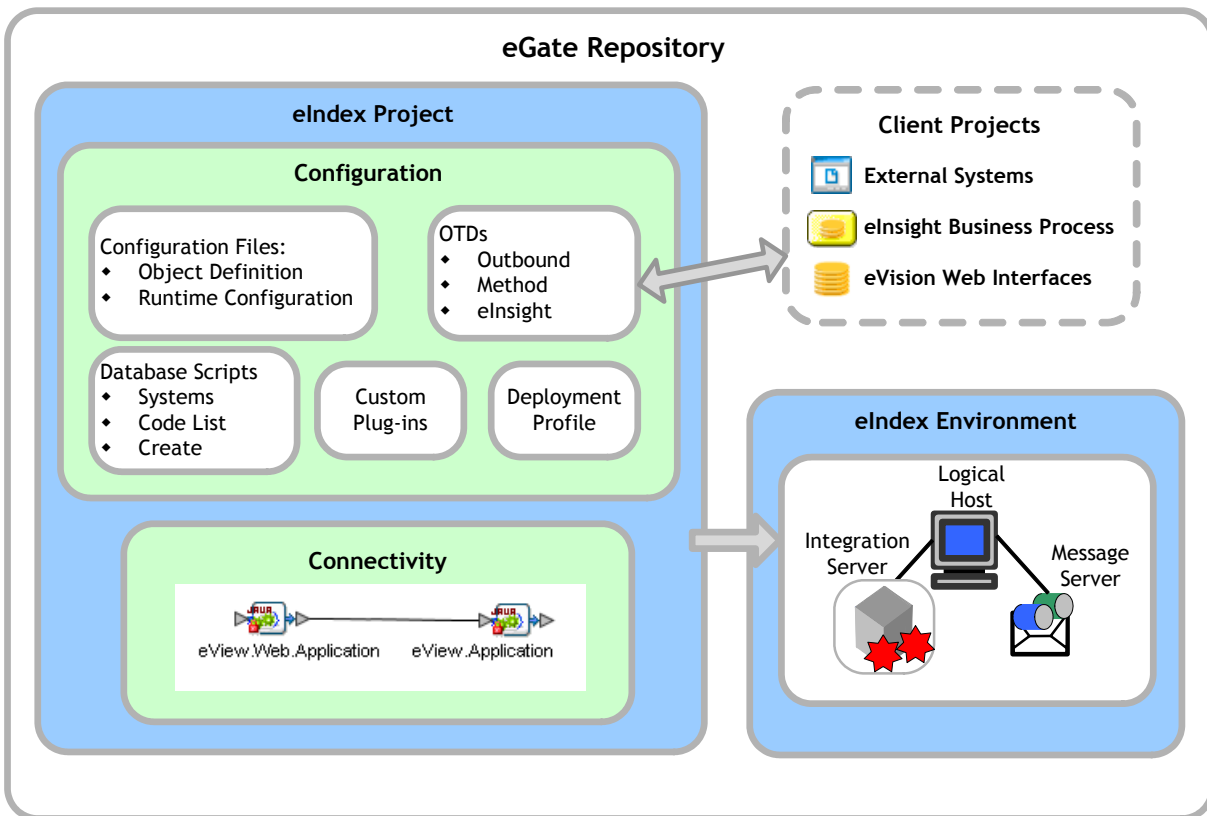 eGate Repository
eIndex Project
Configuration
Configuration Files:
◆ Object Definition
◆ Runtime Configuration
OTDs
◆ Outbound
◆ Method
◆ eInsight
Database Scripts
◆ Systems
◆ Code List
◆ Create
Custom
Plug-ins
Deployment
Profile
Connectivity
JAVA
JAVA
eView.Web.Application
eView.Application
Client Projects
External Systems
eInsight Business Process
eVision Web Interfaces
eIndex Environment
Logical
Host
Integration
Server
Message
Server